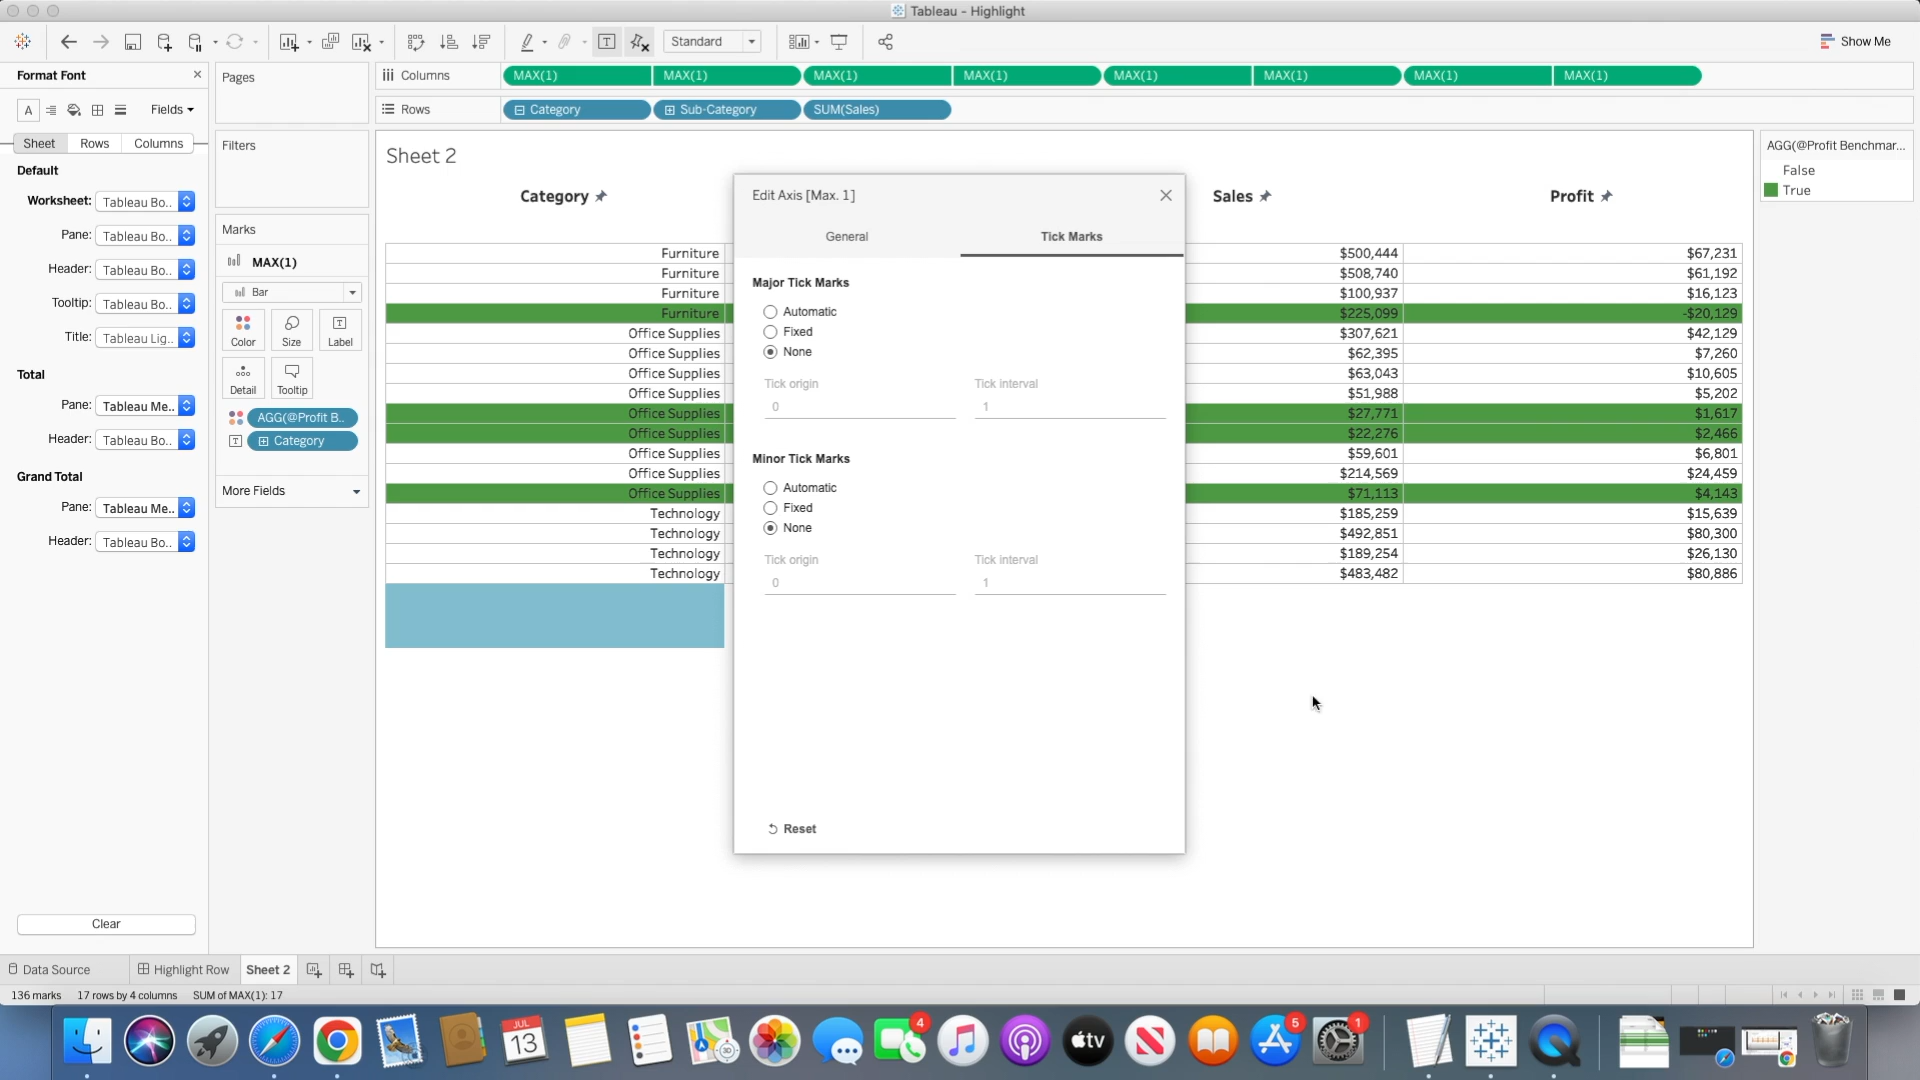 Tableau - Highlight
Standard
Show Me
Format Font
Fields
Sheet Rows Columns
Default
Worksheet: Tableau Bo..
Pane: Tableau Bo..
Header: Tableau Bo..
Tooltip: Tableau Bo..
Title: Tableau Lig..
Total
Pane: Tableau Me..
Header: Tableau Bo..
Grand Total
Pane: Tableau Me..
Header: Tableau Bo..
Clear
Pages
Filters
Marks
MAX(1)
Bar
Color Size Label
Detail Tooltip
AGG(@Profit B..
Category
More Fields
Columns MAX(1) MAX(1) MAX(1) MAX(1) MAX(1) MAX(1) MAX(1) MAX(1)
Rows Category Sub-Category SUM(Sales)
Sheet 2
Category Sales Profit
Furniture $500,444 $67,231
Furniture $508,740 $61,192
Furniture $100,937 $16,123
Furniture $225,099 -$20,129
Office Supplies $307,621 $42,129
Office Supplies $62,395 $7,260
Office Supplies $63,043 $10,605
Office Supplies $51,988 $5,202
Office Supplies $27,771 $1,617
Office Supplies $22,276 $2,466
Office Supplies $59,601 $6,801
Office Supplies $214,569 $24,459
Office Supplies $71,113 $4,143
Technology $185,259 $15,639
Technology $492,851 $80,300
Technology $189,254 $26,130
Technology $483,482 $80,886
Edit Axis [Max. 1]
General Tick Marks
Major Tick Marks
Automatic
Fixed
None
Tick origin Tick interval
0 1
Minor Tick Marks
Automatic
Fixed
None
Tick origin Tick interval
0 1
Reset
AGG(@Profit Benchmar...
False
True
Data Source Highlight Row Sheet 2
136 marks 17 rows by 4 columns SUM of MAX(1): 17
JUL
13
4
tv
5
1